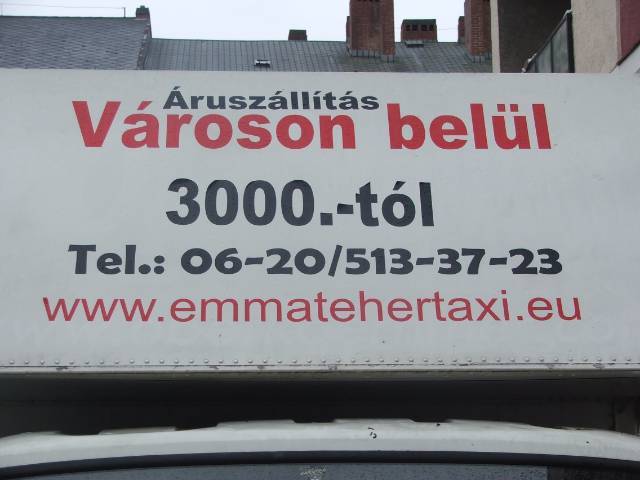 Áruszállítás
Városon belül
3000.-tól
Tel.: 06-20/513-37-23
www.emmatehertaxi.eu